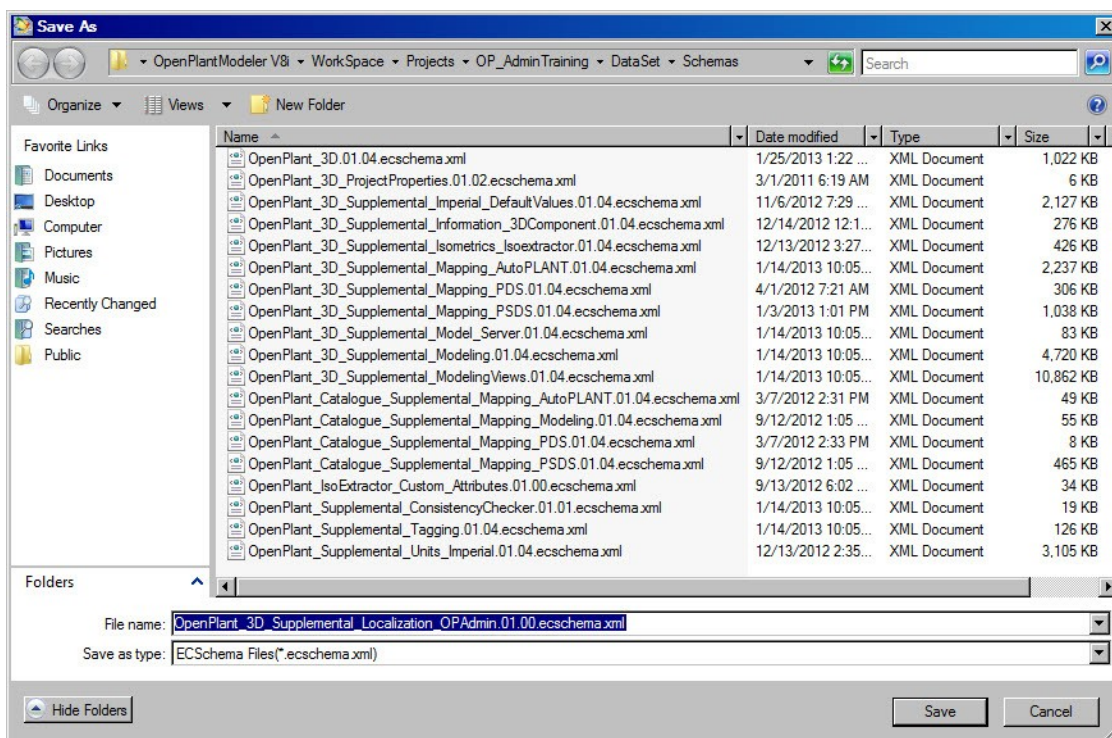 Save As
OpenPlantModeler V8i WorkSpace Projects OP_AdminTraining DataSet Schemas Search
Organize Views New Folder
Favorite Links
Documents
Desktop
Computer
Pictures
Music
Recently Changed
Searches
Public
Folders
Name Date modified Type Size
OpenPlant_3D.01.04.ecschema.xml 1/25/2013 1:22 ... XML Document 1,022 KB
OpenPlant_3D_ProjectProperties.01.02.ecschema.xml 3/1/2011 6:19 AM XML Document 6 KB
OpenPlant_3D_Supplemental_Imperial_DefaultValues.01.04.ecschema.xml 11/6/2012 7:29 ... XML Document 2,127 KB
OpenPlant_3D_Supplemental_Information_3DComponent.01.04.ecschema.xml 12/14/2012 12:1... XML Document 276 KB
OpenPlant_3D_Supplemental_Isometrics_Isoextractor.01.04.ecschema.xml 12/13/2012 3:27... XML Document 426 KB
OpenPlant_3D_Supplemental_Mapping_AutoPLANT.01.04.ecschema.xml 1/14/2013 10:05... XML Document 2,237 KB
OpenPlant_3D_Supplemental_Mapping_PDS.01.04.ecschema.xml 4/1/2012 7:21 AM XML Document 306 KB
OpenPlant_3D_Supplemental_Mapping_PSDS.01.04.ecschema.xml 1/3/2013 1:01 PM XML Document 1,038 KB
OpenPlant_3D_Supplemental_Model_Server.01.04.ecschema.xml 1/14/2013 10:05... XML Document 83 KB
OpenPlant_3D_Supplemental_Modeling.01.04.ecschema.xml 1/14/2013 10:05... XML Document 4,720 KB
OpenPlant_3D_Supplemental_ModelingViews.01.04.ecschema.xml 1/14/2013 10:05... XML Document 10,862 KB
OpenPlant_Catalogue_Supplemental_Mapping_AutoPLANT.01.04.ecschema.xml 3/7/2012 2:31 PM XML Document 49 KB
OpenPlant_Catalogue_Supplemental_Mapping_Modeling.01.04.ecschema.xml 9/12/2012 1:05 ... XML Document 55 KB
OpenPlant_Catalogue_Supplemental_Mapping_PDS.01.04.ecschema.xml 3/7/2012 2:33 PM XML Document 8 KB
OpenPlant_Catalogue_Supplemental_Mapping_PSDS.01.04.ecschema.xml 9/12/2012 1:05 ... XML Document 465 KB
OpenPlant_IsoExtractor_Custom_Attributes.01.00.ecschema.xml 9/13/2012 6:02 ... XML Document 34 KB
OpenPlant_Supplemental_ConsistencyChecker.01.01.ecschema.xml 1/14/2013 10:05... XML Document 19 KB
OpenPlant_Supplemental_Tagging.01.04.ecschema.xml 1/14/2013 10:05... XML Document 126 KB
OpenPlant_Supplemental_Units_Imperial.01.04.ecschema.xml 12/13/2012 2:35... XML Document 3,105 KB
File name: OpenPlant_3D_Supplemental_Localization_OPAdmin.01.00.ecschema.xml
Save as type: ECSchema Files(*.ecschema.xml)
Hide Folders Save Cancel